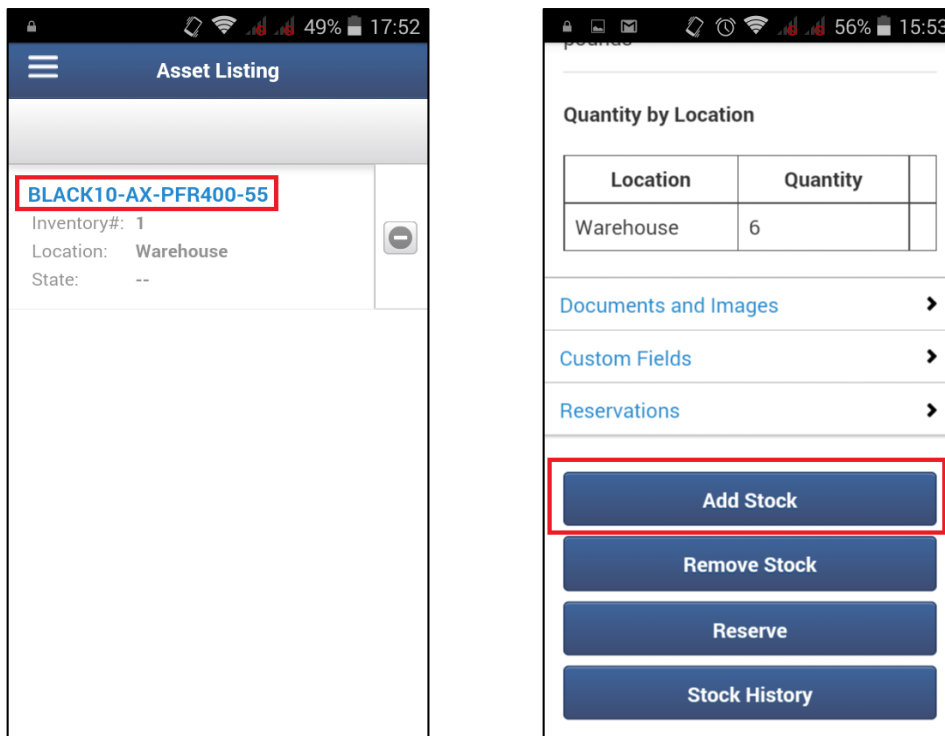 49% 17:52
Asset Listing
BLACK10-AX-PFR400-55
Inventory#: 1
Location: Warehouse
State: --
56% 15:53
pounds
Quantity by Location
Location Quantity
Warehouse 6
Documents and Images
Custom Fields
Reservations
Add Stock
Remove Stock
Reserve
Stock History